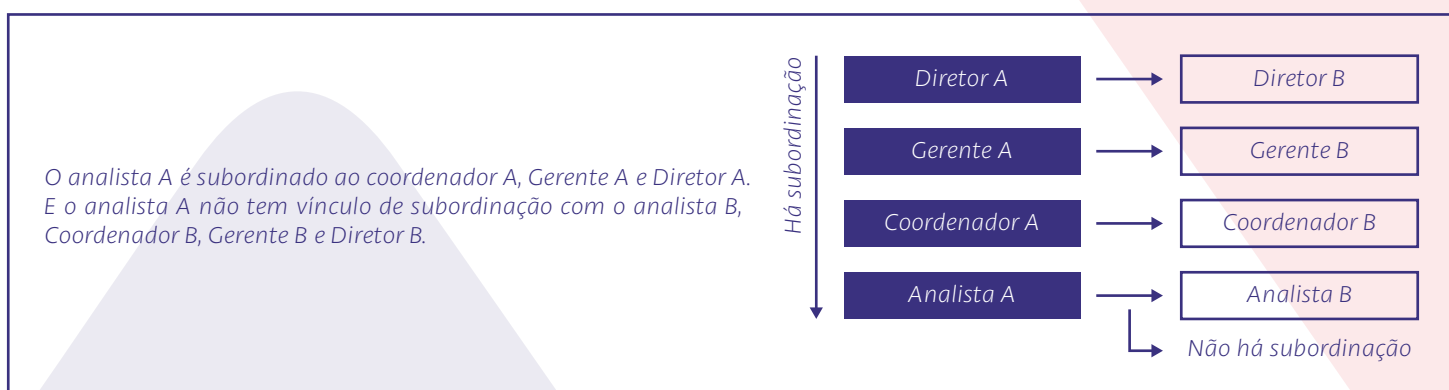 O analista A é subordinado ao coordenador A, Gerente A e Diretor A.
E o analista A não tem vínculo de subordinação com o analista B,
Coordenador B, Gerente B e Diretor B.
Há subordinação
Diretor A
Diretor B
Gerente A
Gerente B
Coordenador A
Coordenador B
Analista A
Analista B
Não há subordinação